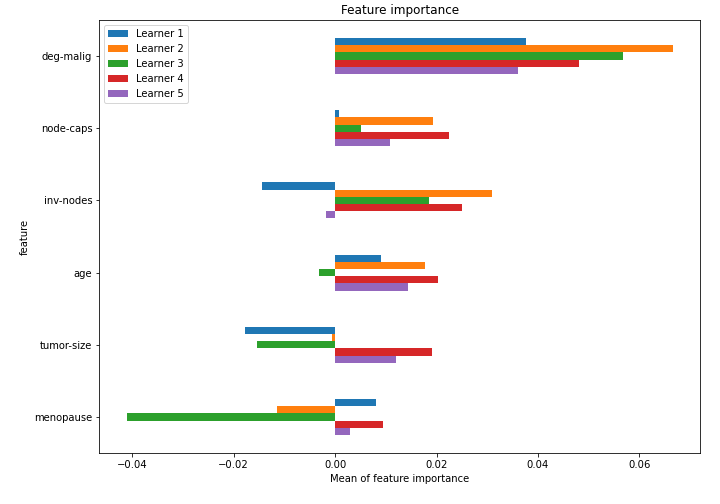 Feature importance
Learner 1
Learner 2
Learner 3
Learner 4
Learner 5
deg-malig
node-caps
inv-nodes
age
tumor-size
menopause
feature
−0.04 −0.02 0.00 0.02 0.04 0.06
Mean of feature importance